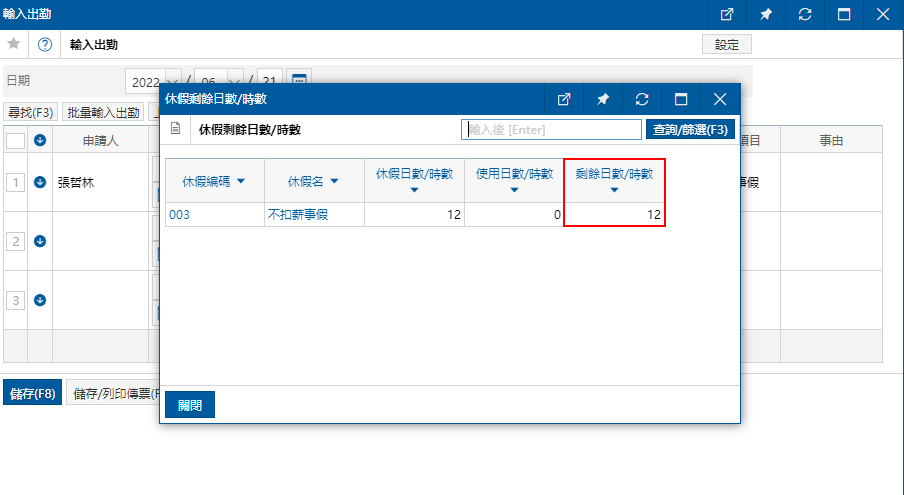 輸入出勤
輸入出勤
設定
日期
2022 / 06 / 21
尋找(F3) 批量輸入出勤
申請人 項目 事由
1 張哲林 事假
2
3
儲存(F8) 儲存/列印傳票(F
休假剩餘日數/時數
休假剩餘日數/時數
輸入後 [Enter] 查詢/篩選(F3)
休假編碼 休假名 休假日數/時數 使用日數/時數 剩餘日數/時數
003 不扣薪事假 12 0 12
關閉